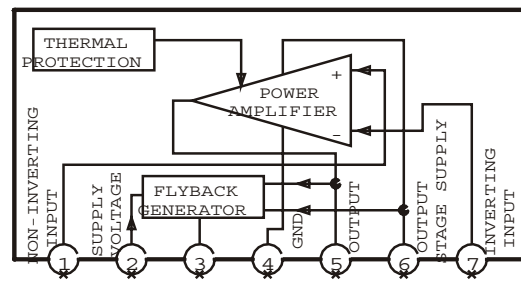 THERMAL
PROTECTION
+
POWER
AMPLIFIER
-
NON-INVERTING
INPUT
SUPPLY
VOLTAGE
FLYBACK
GENERATOR
GND
OUTPUT
OUTPUT
STAGE SUPPLY
INVERTING
INPUT
1 2 3 4 5 6 7